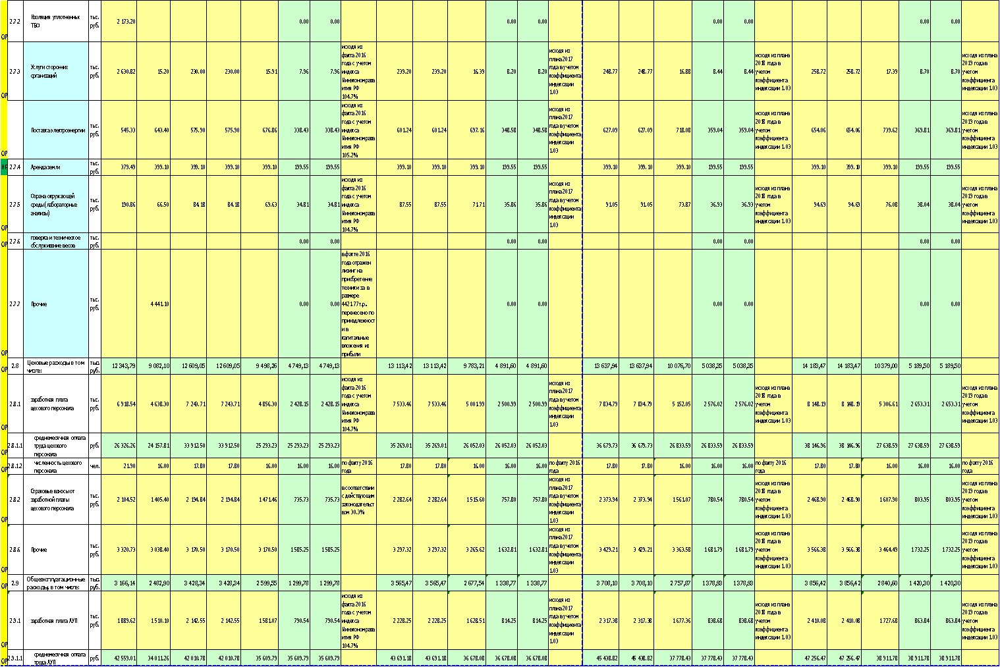 2.7.2 Изоляция уплотненных ТБО тыс. руб. 2 173.20 0.00 0.00 0.00 0.00 0.00 0.00 0.00 0.00
ОР
2.7.3 Услуги сторонних организаций тыс. руб. 2 630.82 15.20 230.00 230.00 15.91 7.96 7.96 исходя из факта 2016 года с учетом индекса Минэкономразвития РФ 104.7% 239.20 239.20 16.39 8.20 8.20 исходя из плана 2017 года в учетом коэффициента индексации 1.03 248.77 248.77 16.88 8.44 8.44 исходя из плана 2018 года в учетом коэффициента индексации 1.03 258.72 258.72 17.39 8.70 8.70 исходя из плана 2019 года в учетом коэффициента индексации 1.03
ОР
Поставка электроэнергии тыс. руб. 545.33 643.40 575.90 575.90 676.86 338.43 338.43 исходя из факта 2016 года с учетом индекса Минэкономразвития РФ 105.2% 601.24 601.24 697.16 348.58 348.58 исходя из плана 2017 года в учетом коэффициента индексации 1.03 627.09 627.09 718.08 359.04 359.04 исходя из плана 2018 года в учетом коэффициента индексации 1.03 654.06 654.06 739.62 369.81 369.81 исходя из плана 2019 года в учетом коэффициента индексации 1.03
ОР
НР 2.7.4 Аренда земли тыс. руб. 379.49 399.10 399.10 399.10 399.10 199.55 199.55 399.10 399.10 399.10 199.55 199.55 399.10 399.10 399.10 199.55 199.55 399.10 399.10 399.10 199.55 199.55
2.7.5 Охрана окружающей среды (лабораторные анализы) тыс. руб. 190.86 66.50 84.18 84.18 69.63 34.81 34.81 исходя из факта 2016 года с учетом индекса Минэкономразвития РФ 104.7% 87.55 87.55 71.71 35.86 35.86 исходя из плана 2017 года в учетом коэффициента индексации 1.03 91.05 91.05 73.87 36.93 36.93 исходя из плана 2018 года в учетом коэффициента индексации 1.03 94.69 94.69 76.08 38.04 38.04 исходя из плана 2019 года в учетом коэффициента индексации 1.03
ОР
ОР 2.7.6 поверка и техническое обслуживание весов тыс. руб. 0.00 0.00 0.00 0.00 0.00 0.00 0.00 0.00
2.7.7 Прочие тыс. руб. 4 441.10 0.00 0.00 в факте 2016 года отражен лизинг на приобретение техники за в размере 4421.77т.р. перенесено по принадлежности в капитальные вложения из прибыли 0.00 0.00 0.00 0.00 0.00 0.00
ОР
ОР 2.8 Цеховые расходы в том числе: тыс. руб. 12 343,79 9 082,10 12 609,05 12 609,05 9 498,26 4 749,13 4 749,13 13 113,42 13 113,42 9 783,21 4 891,60 4 891,60 13 637,94 13 637,94 10 076,70 5 038,35 5 038,35 14 183,47 14 183,47 10 379,00 5 189,50 5 189,50
2.8.1 заработная плата цехового персонала тыс. руб. 6 918.54 4 638.30 7 243.71 7 243.71 4 856.30 2 428.15 2 428.15 исходя из факта 2016 года с учетом индекса Минэкономразвития РФ 104.7% 7 533.46 7 533.46 5 001.99 2 500.99 2 500.99 исходя из плана 2017 года в учетом коэффициента индексации 1.03 7 834.79 7 834.79 5 152.05 2 576.02 2 576.02 исходя из плана 2018 года в учетом коэффициента индексации 1.03 8 148.19 8 148.19 5 306.61 2 653.31 2 653.31 исходя из плана 2019 года в учетом коэффициента индексации 1.03
ОР
ОР 2.8.1.1 среднемесячная оплата труда цехового персонала руб. 26 326.26 24 157.81 33 912.50 33 912.50 25 293.23 25 293.23 25 293.23 35 269.01 35 269.01 26 052.03 26 052.03 26 052.03 36 679.73 36 679.73 26 833.59 26 833.59 26 833.59 38 146.96 38 146.96 27 638.59 27 638.59 27 638.59
ОР 2.8.1.2 численность цехового персонала чел. 21.90 16.00 17.80 17.80 16.00 16.00 16.00 по факту 2016 года 17.80 17.80 16.00 16.00 16.00 по факту 2016 года 17.80 17.80 16.00 16.00 16.00 по факту 2016 года 17.80 17.80 16.00 16.00 16.00 по факту 2016 года
2.8.2 Страховые взносы от заработной платы цехового персонала тыс. руб. 2 104.52 1 405.40 2 194.84 2 194.84 1 471.46 735.73 735.73 в соответствии с действующим законодательством 30.3% 2 282.64 2 282.64 1 515.60 757.80 757.80 исходя из плана 2017 года в учетом коэффициента индексации 1.03 2 373.94 2 373.94 1 561.07 780.54 780.54 исходя из плана 2018 года в учетом коэффициента индексации 1.03 2 468.90 2 468.90 1 607.90 803.95 803.95 исходя из плана 2019 года в учетом коэффициента индексации 1.03
ОР
2.8.6 Прочие тыс. руб. 3 320.73 3 038.40 3 170.50 3 170.50 3 170.50 1 585.25 1 585.25 3 297.32 3 297.32 3 265.62 1 632.81 1 632.81 исходя из плана 2017 года в учетом коэффициента индексации 1.03 3 429.21 3 429.21 3 363.58 1 681.79 1 681.79 исходя из плана 2018 года в учетом коэффициента индексации 1.03 3 566.38 3 566.38 3 464.49 1 732.25 1 732.25 исходя из плана 2019 года в учетом коэффициента индексации 1.03
ОР
ОР 2.9 Общеэксплуатационные расходы, в том числе: тыс. руб. 3 166,14 2 482,90 3 428,34 3 428,34 2 599,55 1 299,78 1 299,78 3 565,47 3 565,47 2 677,54 1 338,77 1 338,77 3 708,10 3 708,10 2 757,87 1 378,93 1 378,93 3 856,42 3 856,42 2 840,60 1 420,30 1 420,30
2.9.1 заработная плата АУП тыс. руб. 1 889.62 1 510.10 2 142.55 2 142.55 1 581.07 790.54 790.54 исходя из факта 2016 года с учетом индекса Минэкономразвития РФ 104.7% 2 228.25 2 228.25 1 628.51 814.25 814.25 исходя из плана 2017 года в учетом коэффициента индексации 1.03 2 317.38 2 317.38 1 677.36 838.68 838.68 исходя из плана 2018 года в учетом коэффициента индексации 1.03 2 410.08 2 410.08 1 727.68 863.84 863.84 исходя из плана 2019 года в учетом коэффициента индексации 1.03
ОР
ОР 2.9.1.1 среднемесячная оплата труда АУП руб. 42 559.01 34 011.26 42 010.78 42 010.78 35 609.79 35 609.79 35 609.79 43 691.18 43 691.18 36 678.08 36 678.08 36 678.08 45 438.82 45 438.82 37 778.43 37 778.43 37 778.43 47 256.47 47 256.47 38 911.78 38 911.78 38 911.78